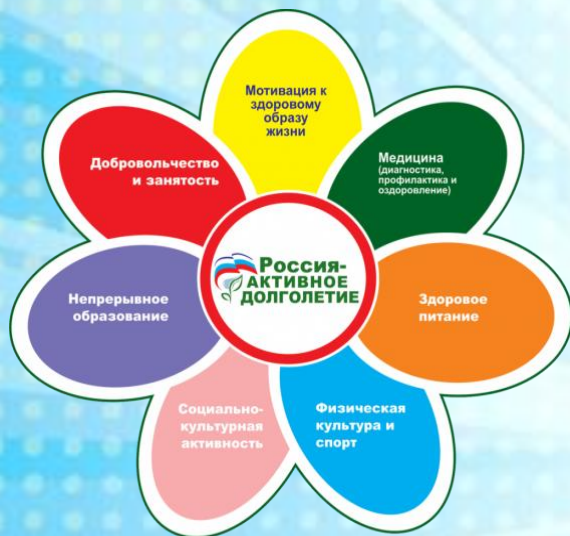 Мотивация к
здоровому
образу
жизни
Медицина
(диагностика,
профилактика и
оздоровление)
Здоровое
питание
Физическая
культура и
спорт
Социально-
культурная
активность
Непрерывное
образование
Добровольчество
и занятость
Россия-
АКТИВНОЕ
ДОЛГОЛЕТИЕ